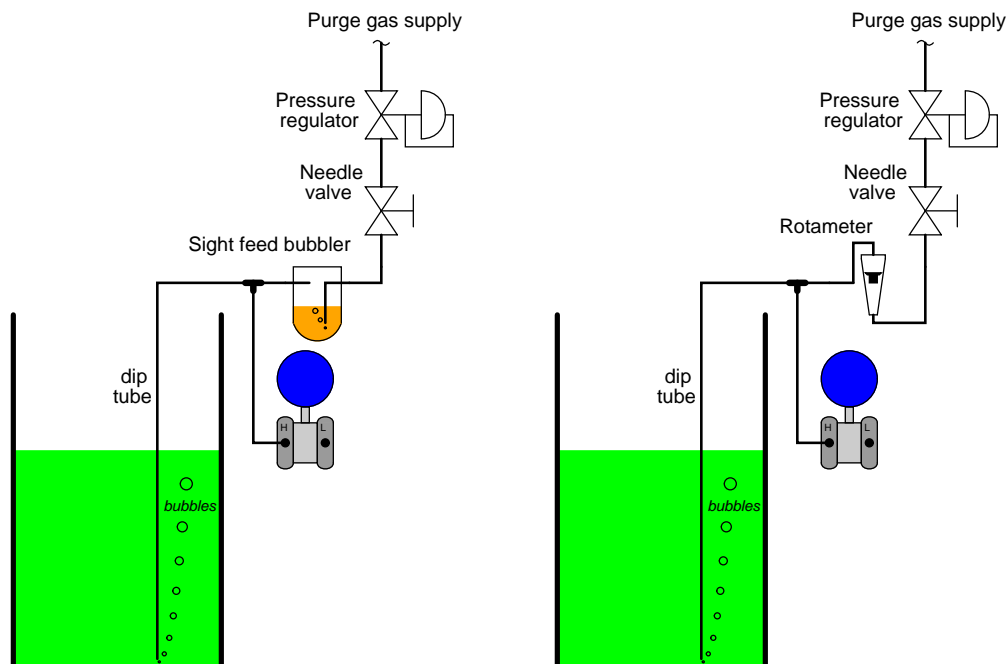 Purge gas supply
Pressure
regulator
Needle
valve
Sight feed bubbler
dip
tube
H
L
bubbles
Purge gas supply
Pressure
regulator
Needle
valve
Rotameter
dip
tube
H
L
bubbles